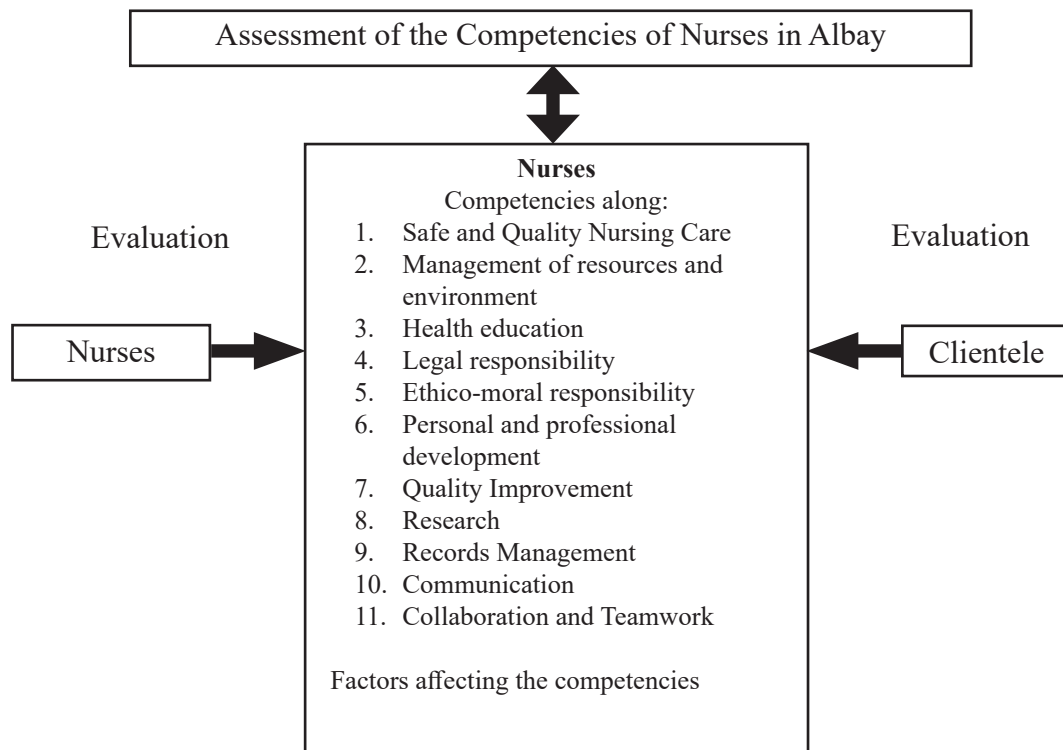 Assessment of the Competencies of Nurses in Albay
Nurses
Competencies along:
1. Safe and Quality Nursing Care
2. Management of resources and
environment
3. Health education
4. Legal responsibility
5. Ethico-moral responsibility
6. Personal and professional
development
7. Quality Improvement
8. Research
9. Records Management
10. Communication
11. Collaboration and Teamwork
Factors affecting the competencies
Evaluation
Nurses
Evaluation
Clientele